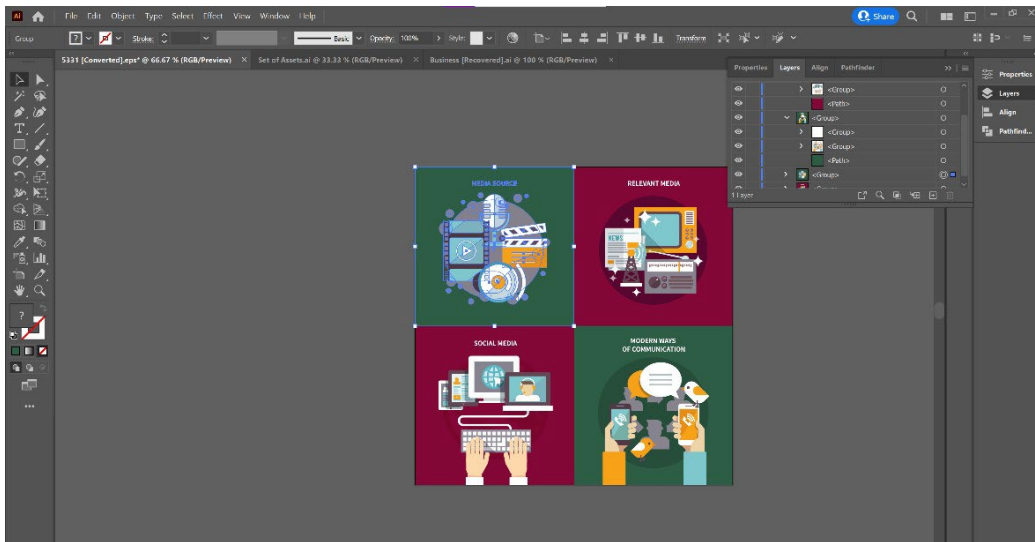 Ai File Edit Object Type Select Effect View Window Help Share
Group ? Stroke: Basic Opacity: 100% Style: Transform
5331 [Converted].eps* @ 66.67 % (RGB/Preview) × Set of Assets.ai @ 33.33 % (RGB/Preview) × Business [Recovered].ai @ 100 % (RGB/Preview) ×
Properties Layers Align Pathfinder
<Group>
<Path>
<Group>
<Group>
<Group>
<Path>
<Group>
1 Layer
Properties
Layers
Align
Pathfind...
?
MEDIA SOURCE
RELEVANT MEDIA
NEWS
SOCIAL MEDIA
MODERN WAYS
OF COMMUNICATION